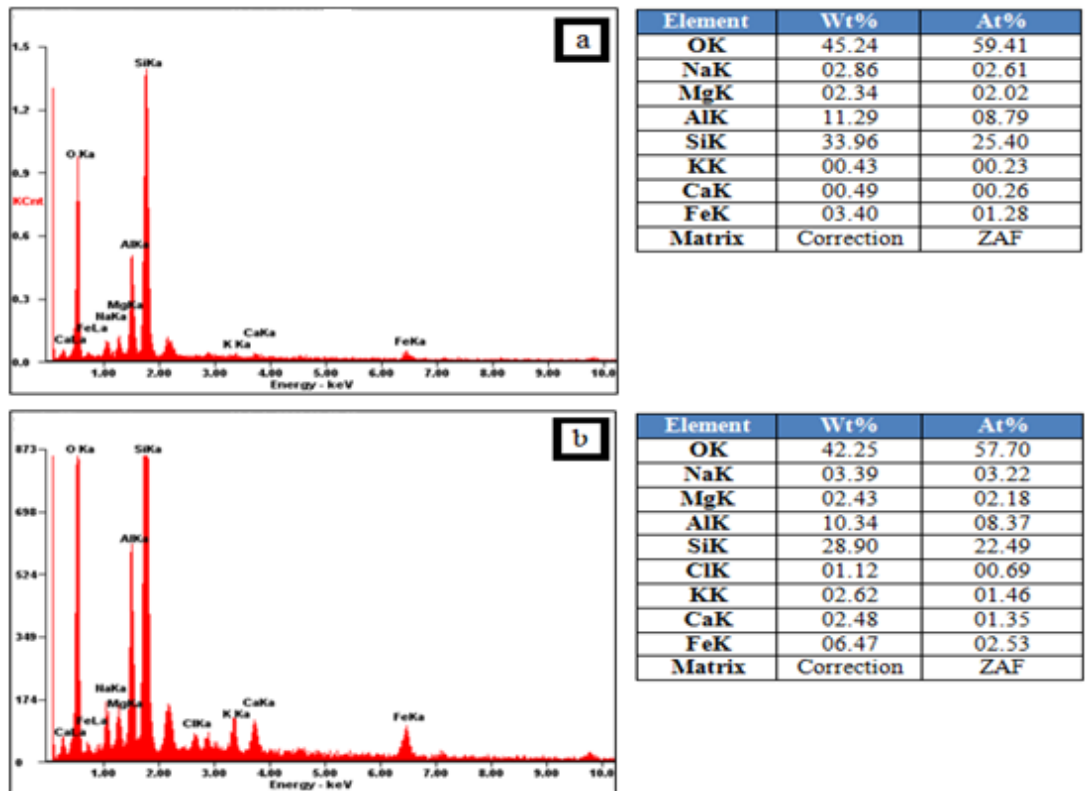 a
1.5
1.2
0.9
KCnt
0.6
0.3
0.0
SiKa
O Ka
AlKa
MgKa
NaKa
FeLa
CaLa
K Ka
CaKa
FeKa
1.00 2.00 3.00 4.00 5.00 6.00 7.00 8.00 9.00 10.0
Energy - keV
Element Wt% At%
OK 45.24 59.41
NaK 02.86 02.61
MgK 02.34 02.02
AlK 11.29 08.79
SiK 33.96 25.40
KK 00.43 00.23
CaK 00.49 00.26
FeK 03.40 01.28
Matrix Correction ZAF
b
873
698
524
349
174
0
O Ka
SiKa
AlKa
NaKa
MgKa
FeLa
CaLa
ClKa
K Ka
CaKa
FeKa
1.00 2.00 3.00 4.00 5.00 6.00 7.00 8.00 9.00 10.0
Energy - keV
Element Wt% At%
OK 42.25 57.70
NaK 03.39 03.22
MgK 02.43 02.18
AlK 10.34 08.37
SiK 28.90 22.49
ClK 01.12 00.69
KK 02.62 01.46
CaK 02.48 01.35
FeK 06.47 02.53
Matrix Correction ZAF